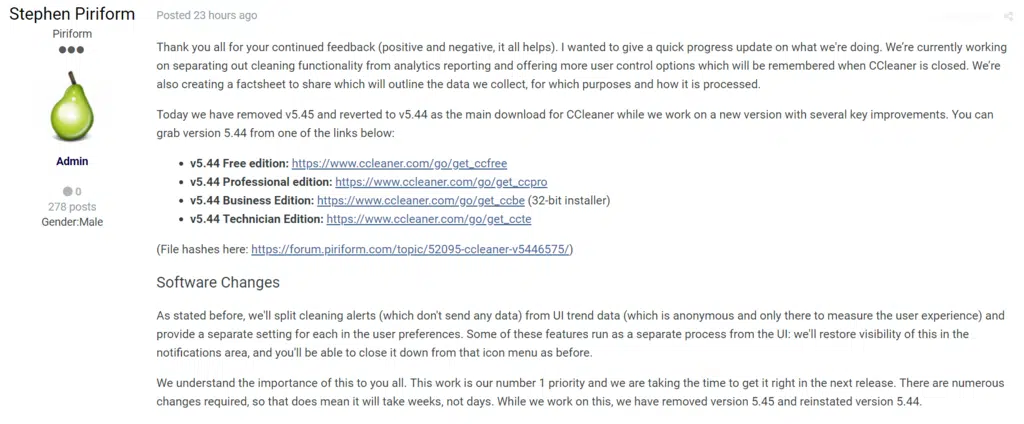 Stephen Piriform
Piriform
Admin
0
278 posts
Gender:Male
Posted 23 hours ago
Thank you all for your continued feedback (positive and negative, it all helps). I wanted to give a quick progress update on what we're doing. We're currently working
on separating out cleaning functionality from analytics reporting and offering more user control options which will be remembered when CCleaner is closed. We're
also creating a factsheet to share which will outline the data we collect, for which purposes and how it is processed.
Today we have removed v5.45 and reverted to v5.44 as the main download for CCleaner while we work on a new version with several key improvements. You can
grab version 5.44 from one of the links below:
• v5.44 Free edition: https://www.ccleaner.com/go/get_ccfree
• v5.44 Professional edition: https://www.ccleaner.com/go/get_ccpro
• v5.44 Business Edition: https://www.ccleaner.com/go/get_ccbe (32-bit installer)
• v5.44 Technician Edition: https://www.ccleaner.com/go/get_ccte
(File hashes here: https://forum.piriform.com/topic/52095-ccleaner-v5446575/)
Software Changes
As stated before, we'll split cleaning alerts (which don't send any data) from UI trend data (which is anonymous and only there to measure the user experience) and
provide a separate setting for each in the user preferences. Some of these features run as a separate process from the UI: we'll restore visibility of this in the
notifications area, and you'll be able to close it down from that icon menu as before.
We understand the importance of this to you all. This work is our number 1 priority and we are taking the time to get it right in the next release. There are numerous
changes required, so that does mean it will take weeks, not days. While we work on this, we have removed version 5.45 and reinstated version 5.44.